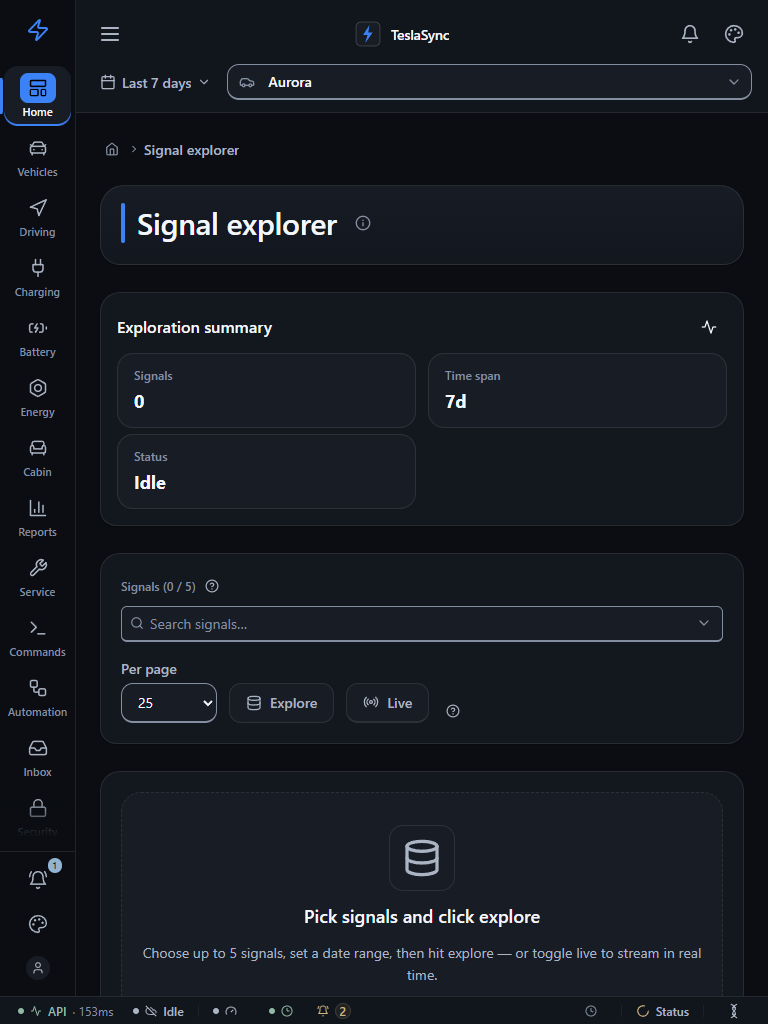 TeslaSync
Last 7 days
Aurora
Home
Vehicles
Driving
Charging
Battery
Energy
Cabin
Reports
Service
Commands
Automation
Inbox
Security
1
Signal explorer
Signal explorer
Exploration summary
Signals
0
Time span
7d
Status
Idle
Signals (0 / 5)
Search signals...
Per page
25
Explore
Live
Pick signals and click explore
Choose up to 5 signals, set a date range, then hit explore — or toggle live to stream in real
time.
API · 153ms
Idle
2
Status